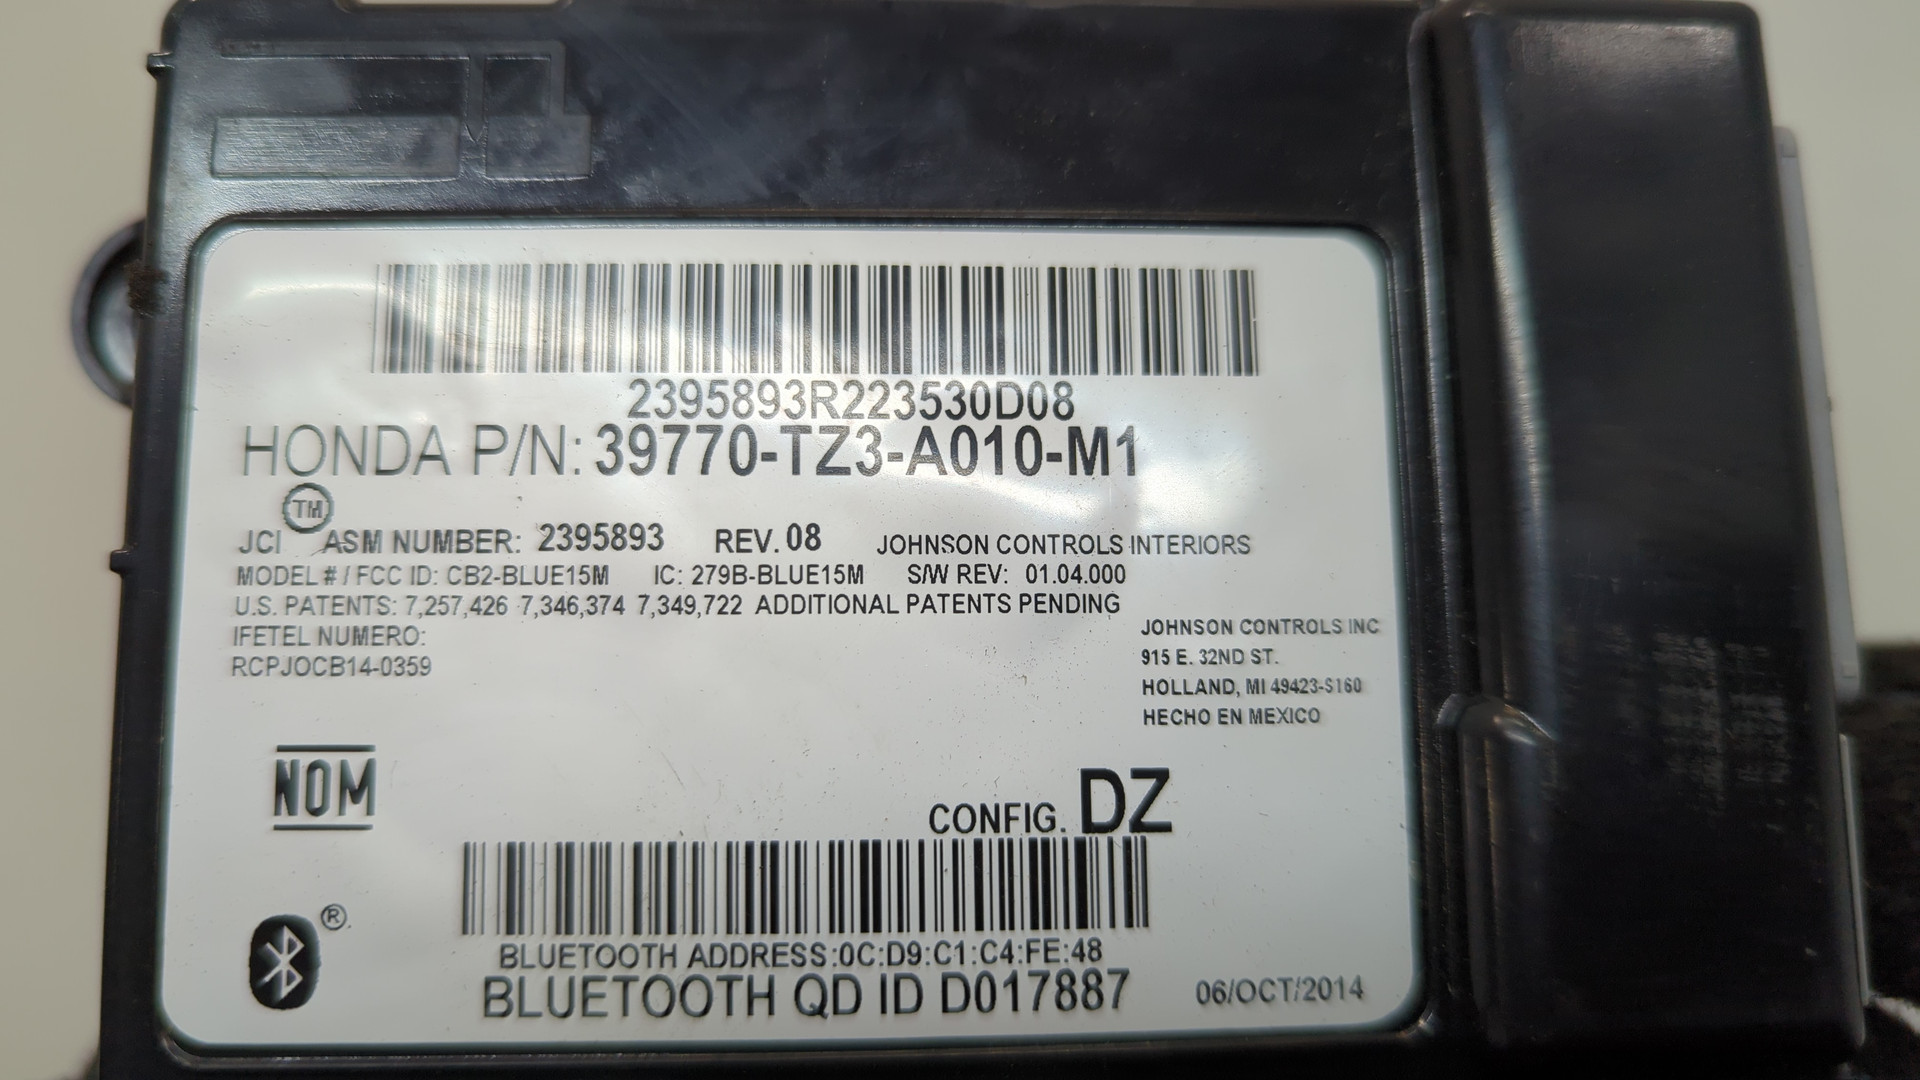 2395893R223530D08
HONDA P/N: 39770-TZ3-A010-M1
TM
JCI ASM NUMBER: 2395893 REV. 08 JOHNSON CONTROLS INTERIORS
MODEL # / FCC ID: CB2-BLUE15M IC: 279B-BLUE15M S/W REV: 01.04.000
U.S. PATENTS: 7,257,426 7,346,374 7,349,722 ADDITIONAL PATENTS PENDING
IFETEL NUMERO:
RCPJOCB14-0359
JOHNSON CONTROLS INC
915 E. 32ND ST.
HOLLAND, MI 49423-S160
HECHO EN MEXICO
NOM
CONFIG. DZ
®
BLUETOOTH ADDRESS:0C:D9:C1:C4:FE:48
BLUETOOTH QD ID D017887
06/OCT/2014